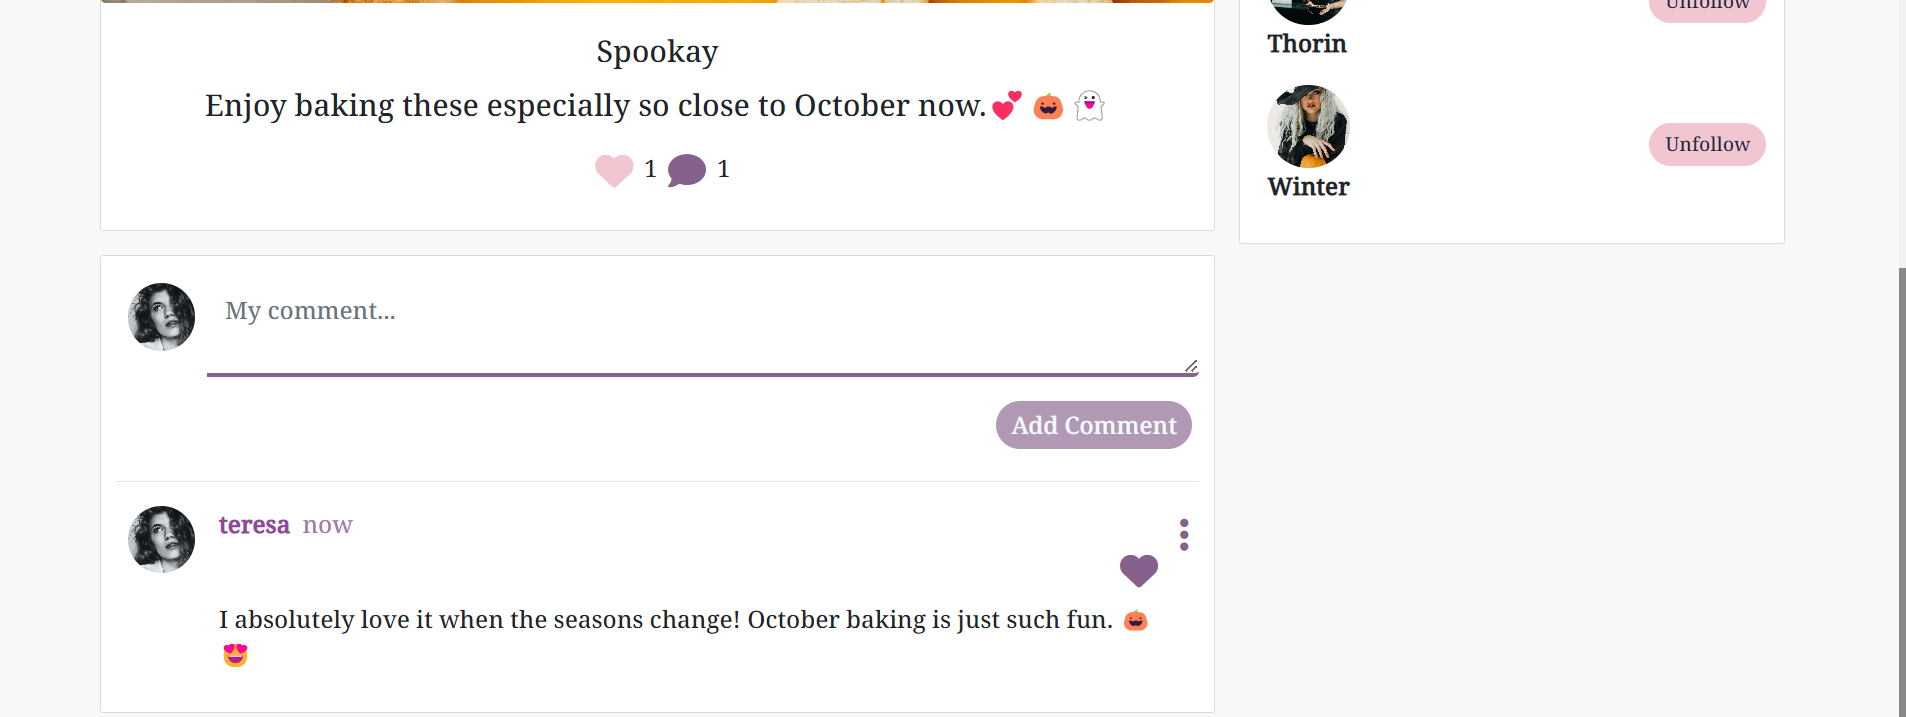 Spookay
Enjoy baking these especially so close to October now.💕 🎃 👻
1 1
My comment...
Add Comment
teresa now
I absolutely love it when the seasons change! October baking is just such fun. 🎃
😍
Unfollow
Thorin
Unfollow
Winter